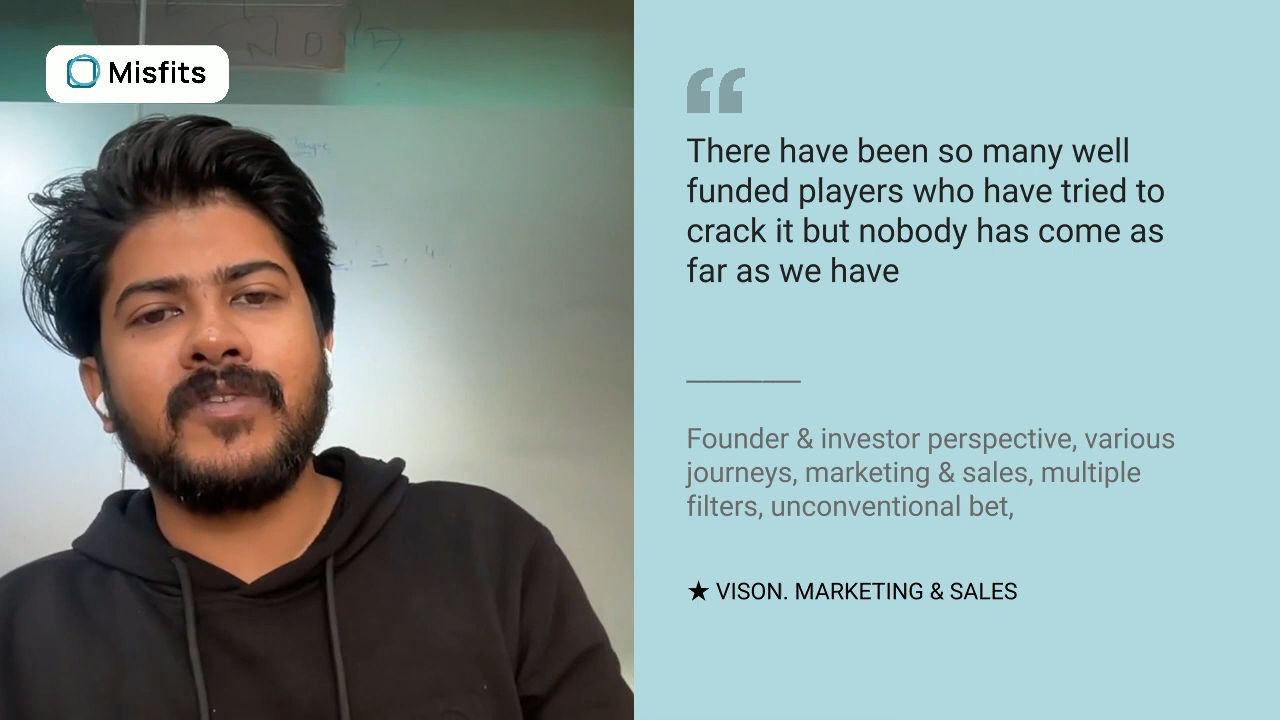 Misfits
There have been so many well
funded players who have tried to
crack it but nobody has come as
far as we have
Founder & investor perspective, various
journeys, marketing & sales, multiple
filters, unconventional bet,
★ VISON. MARKETING & SALES